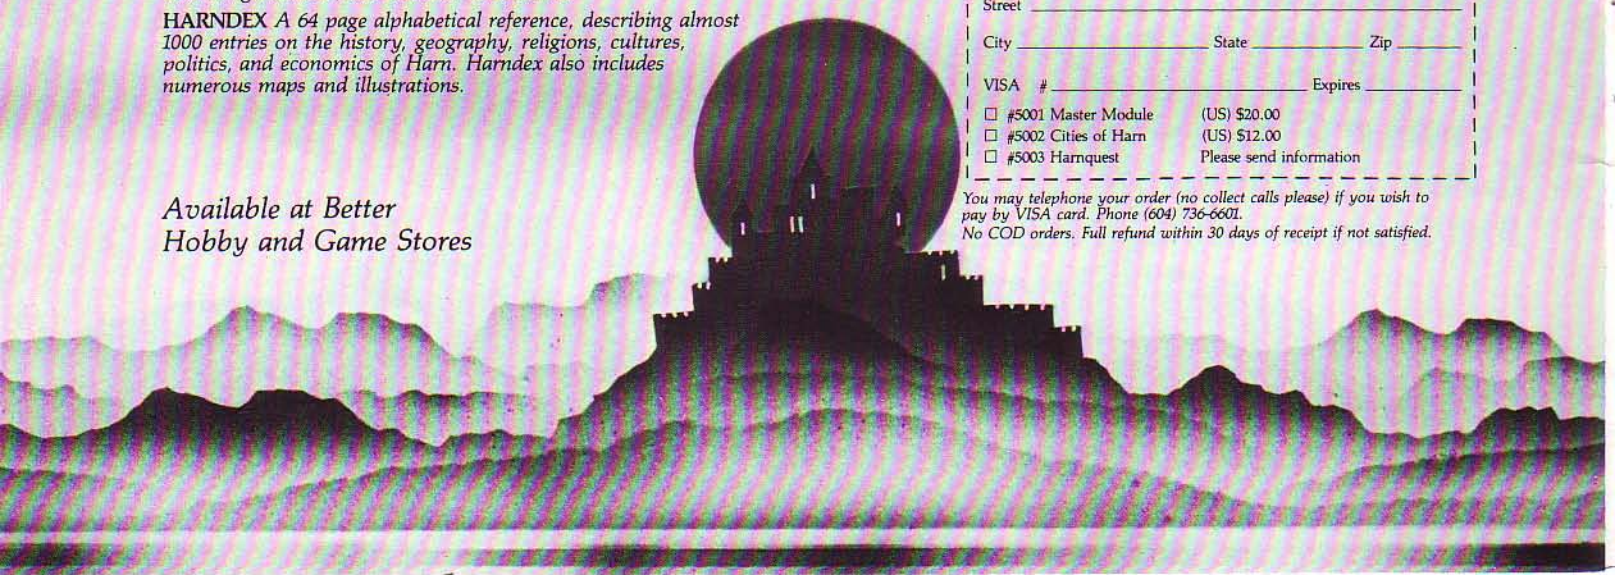 HARNDEX A 64 page alphabetical reference, describing almost
1000 entries on the history, geography, religions, cultures,
politics, and economics of Harn. Harndex also includes
numerous maps and illustrations.
Available at Better
Hobby and Game Stores
Street
City State Zip
VISA # Expires
#5001 Master Module (US) $20.00
#5002 Cities of Harn (US) $12.00
#5003 Harnquest Please send information
You may telephone your order (no collect calls please) if you wish to
pay by VISA card. Phone (604) 736-6601.
No COD orders. Full refund within 30 days of receipt if not satisfied.